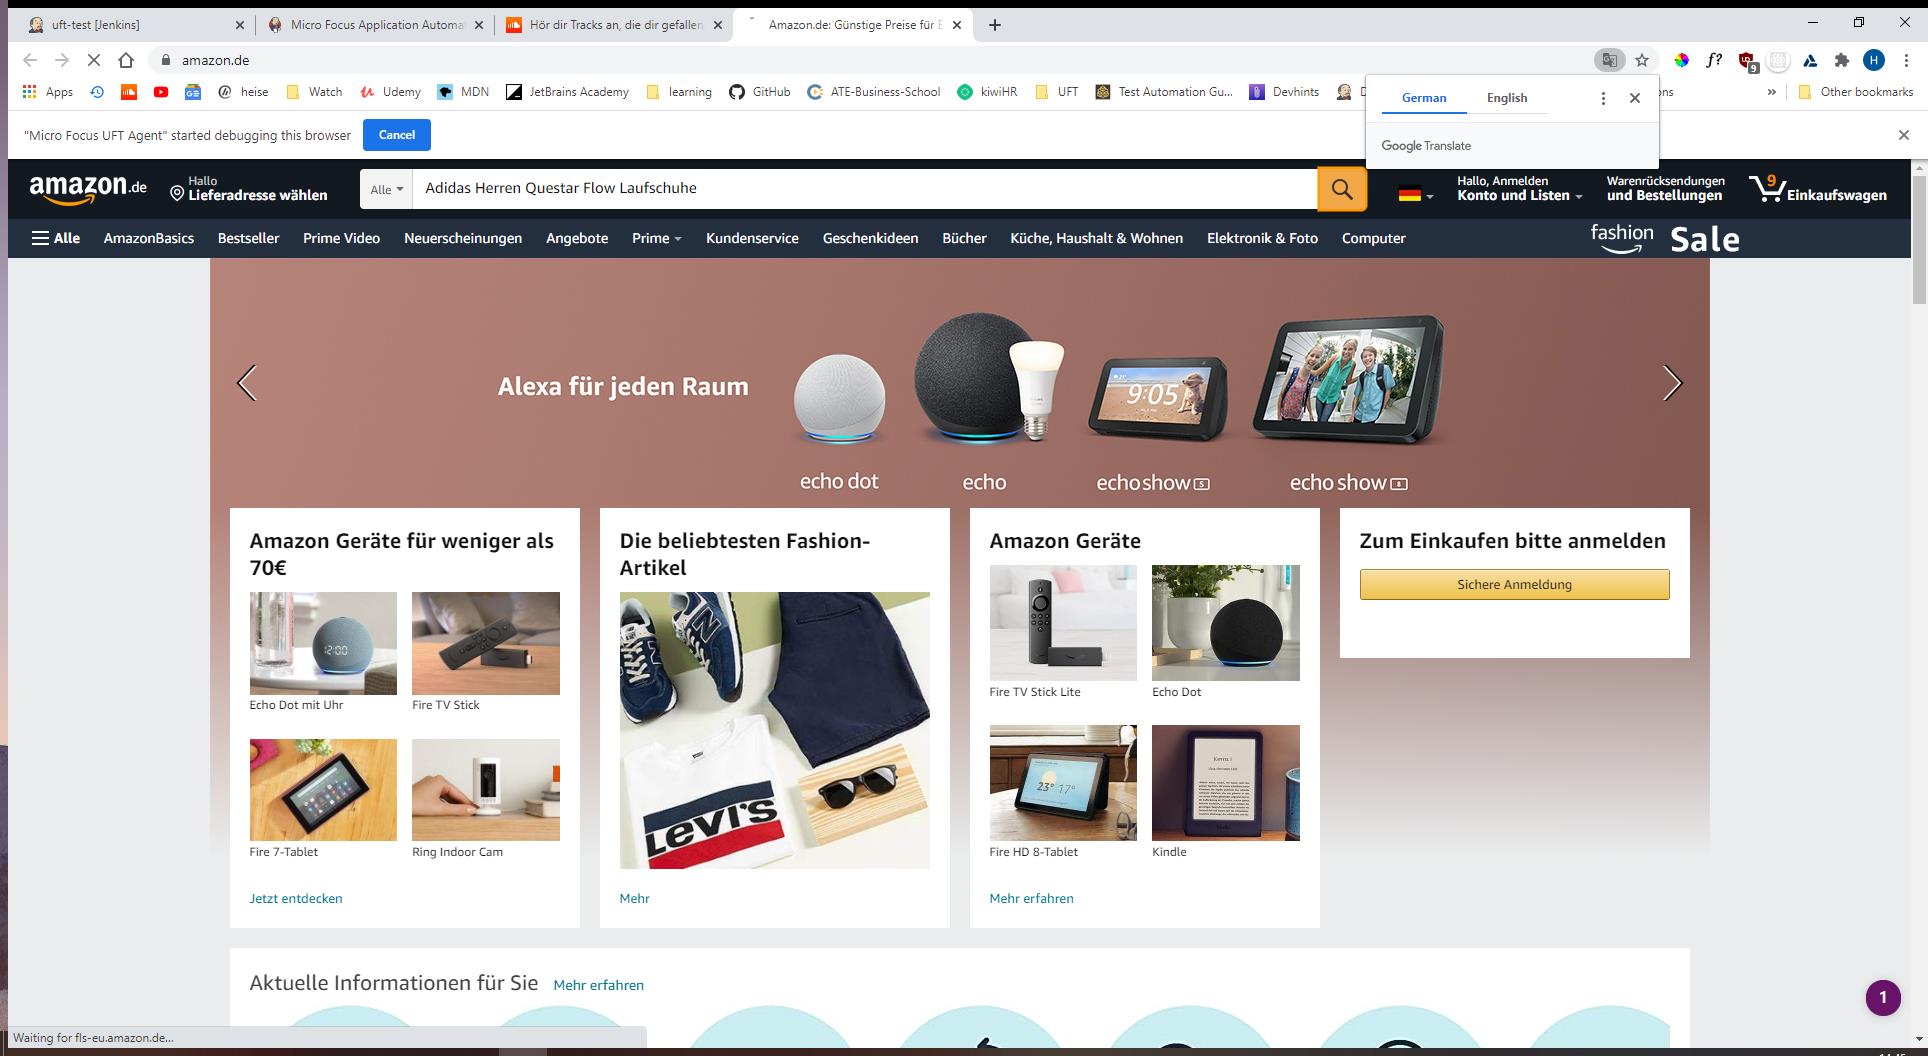 uft-test [Jenkins]
Micro Focus Application Automa
Hör dir Tracks an, die dir gefallen
Amazon.de: Günstige Preise für E
amazon.de
f?
9
H
Apps
heise
Watch
Udemy
MDN
JetBrains Academy
learning
GitHub
ATE-Business-School
kiwiHR
UFT
Test Automation Gu...
Devhints
Other bookmarks
German
English
Google Translate
"Micro Focus UFT Agent" started debugging this browser
Cancel
amazon.de
Hallo
Lieferadresse wählen
Alle
Adidas Herren Questar Flow Laufschuhe
Hallo, Anmelden
Konto und Listen
Warenrücksendungen
und Bestellungen
9
Einkaufswagen
Alle
AmazonBasics
Bestseller
Prime Video
Neuerscheinungen
Angebote
Prime
Kundenservice
Geschenkideen
Bücher
Küche, Haushalt & Wohnen
Elektronik & Foto
Computer
fashion
Sale
Alexa für jeden Raum
9:05
echo dot
echo
echo show 5
echo show 8
Amazon Geräte für weniger als
70€
12:00
Echo Dot mit Uhr
Fire TV Stick
Fire 7-Tablet
Ring Indoor Cam
Jetzt entdecken
Die beliebtesten Fashion-
Artikel
LEVI'S
Mehr
Amazon Geräte
Fire TV Stick Lite
Echo Dot
23° 17°
Fire HD 8-Tablet
Kindle
Mehr erfahren
Zum Einkaufen bitte anmelden
Sichere Anmeldung
Aktuelle Informationen für Sie
Mehr erfahren
1
Waiting for fls-eu.amazon.de...